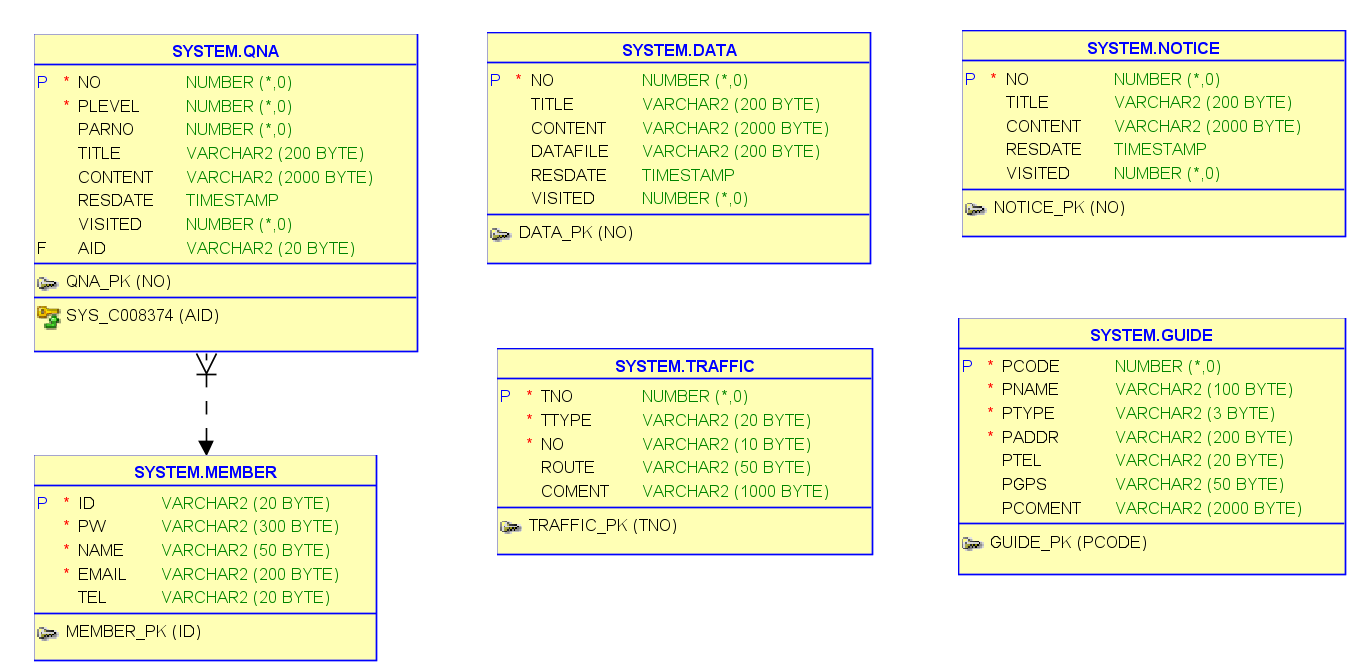 SYSTEM.QNA
P * NO NUMBER (*,0)
* PLEVEL NUMBER (*,0)
PARNO NUMBER (*,0)
TITLE VARCHAR2 (200 BYTE)
CONTENT VARCHAR2 (2000 BYTE)
RESDATE TIMESTAMP
VISITED NUMBER (*,0)
F AID VARCHAR2 (20 BYTE)
QNA_PK (NO)
SYS_C008374 (AID)
SYSTEM.DATA
P * NO NUMBER (*,0)
TITLE VARCHAR2 (200 BYTE)
CONTENT VARCHAR2 (2000 BYTE)
DATAFILE VARCHAR2 (200 BYTE)
RESDATE TIMESTAMP
VISITED NUMBER (*,0)
DATA_PK (NO)
SYSTEM.NOTICE
P * NO NUMBER (*,0)
TITLE VARCHAR2 (200 BYTE)
CONTENT VARCHAR2 (2000 BYTE)
RESDATE TIMESTAMP
VISITED NUMBER (*,0)
NOTICE_PK (NO)
SYSTEM.MEMBER
P * ID VARCHAR2 (20 BYTE)
* PW VARCHAR2 (300 BYTE)
* NAME VARCHAR2 (50 BYTE)
* EMAIL VARCHAR2 (200 BYTE)
TEL VARCHAR2 (20 BYTE)
MEMBER_PK (ID)
SYSTEM.TRAFFIC
P * TNO NUMBER (*,0)
* TTYPE VARCHAR2 (20 BYTE)
* NO VARCHAR2 (10 BYTE)
ROUTE VARCHAR2 (50 BYTE)
COMENT VARCHAR2 (1000 BYTE)
TRAFFIC_PK (TNO)
SYSTEM.GUIDE
P * PCODE NUMBER (*,0)
* PNAME VARCHAR2 (100 BYTE)
* PTYPE VARCHAR2 (3 BYTE)
* PADDR VARCHAR2 (200 BYTE)
PTEL VARCHAR2 (20 BYTE)
PGPS VARCHAR2 (50 BYTE)
PCOMENT VARCHAR2 (2000 BYTE)
GUIDE_PK (PCODE)